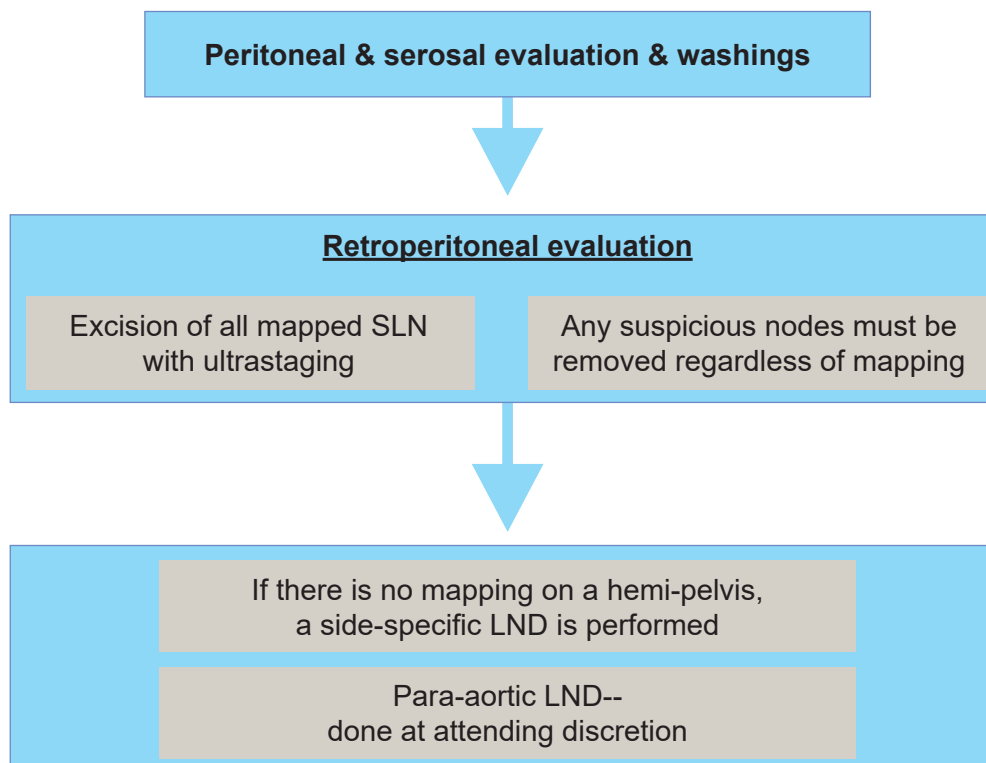 Peritoneal & serosal evaluation & washings
Retroperitoneal evaluation
Excision of all mapped SLN
with ultrastaging
Any suspicious nodes must be
removed regardless of mapping
If there is no mapping on a hemi-pelvis,
a side-specific LND is performed
Para-aortic LND--
done at attending discretion